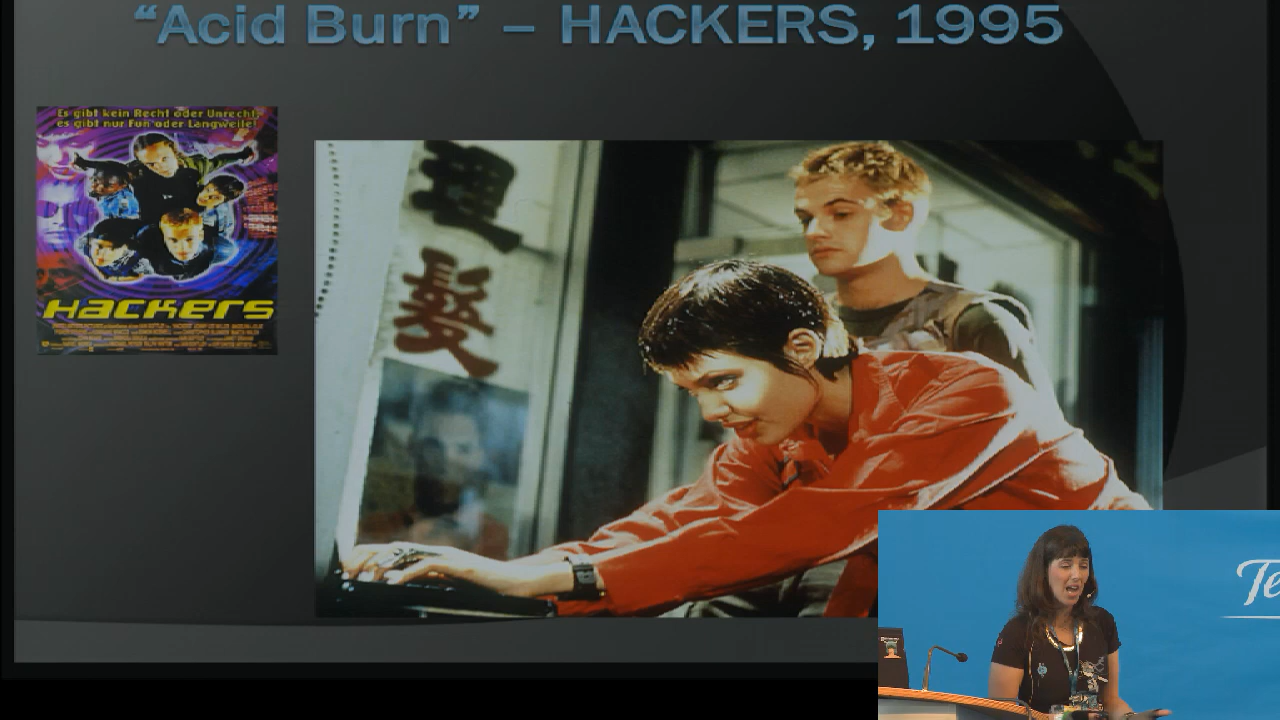 “Acid Burn” – HACKERS, 1995
Es gibt kein Recht oder Unrecht,
es gibt nur Fun oder Langweile!
HACKERS
理
髮
Te